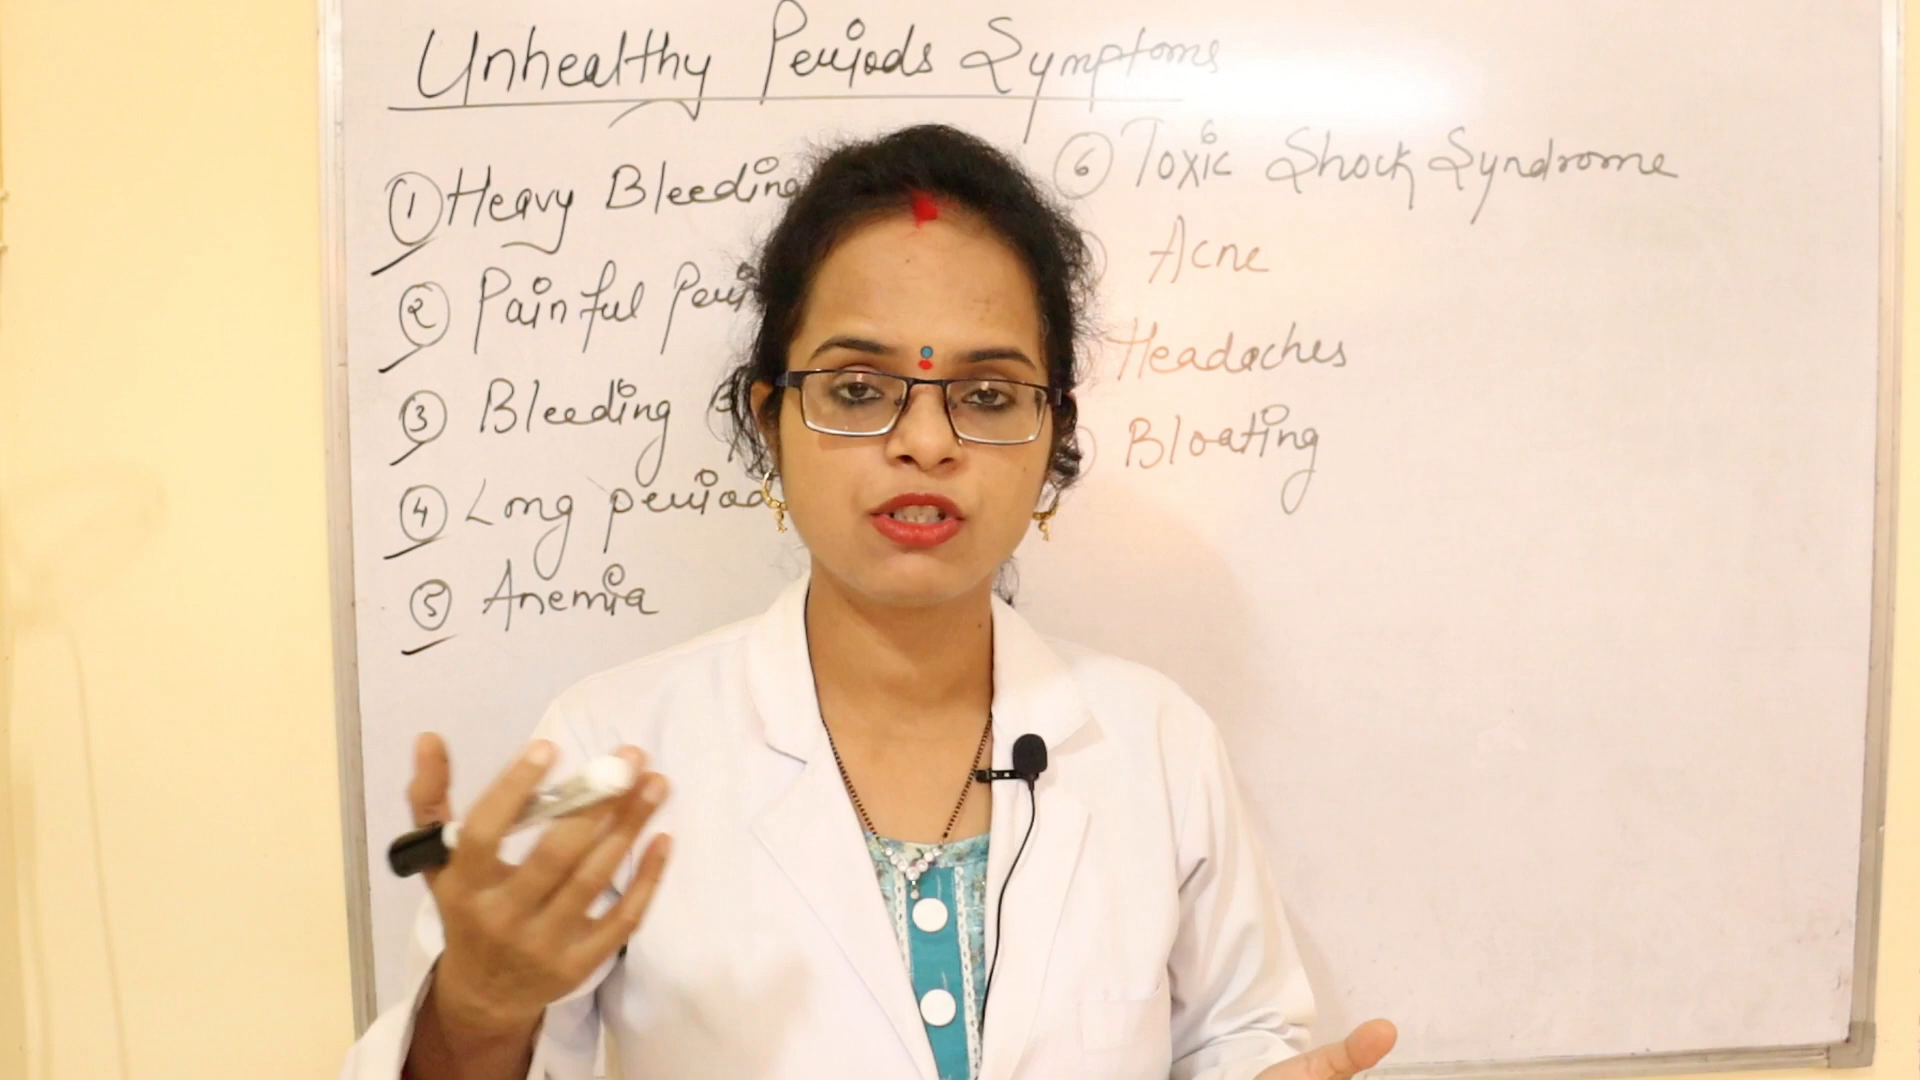 Unhealthy Periods Symptoms
① Heavy Bleeding
② Painful
③ Bleeding
④ Long period
⑤ Anemia
⑥ Toxic Shock Syndrome
Acne
Headaches
Bloating